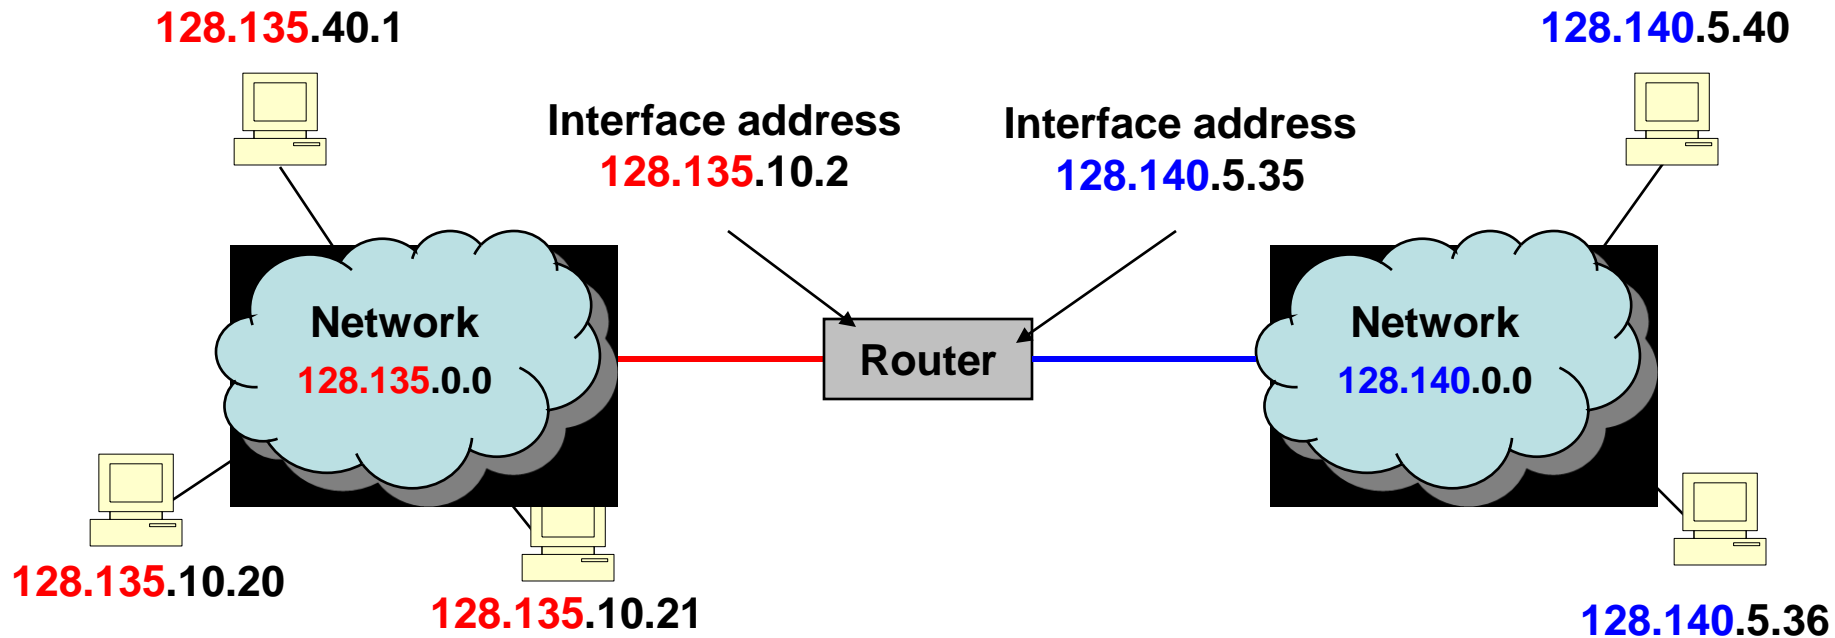 128.135.40.1
128.140.5.40
Interface address
128.135.10.2
Interface address
128.140.5.35
Network
128.135.0.0
Router
Network
128.140.0.0
128.135.10.20
128.135.10.21
128.140.5.36